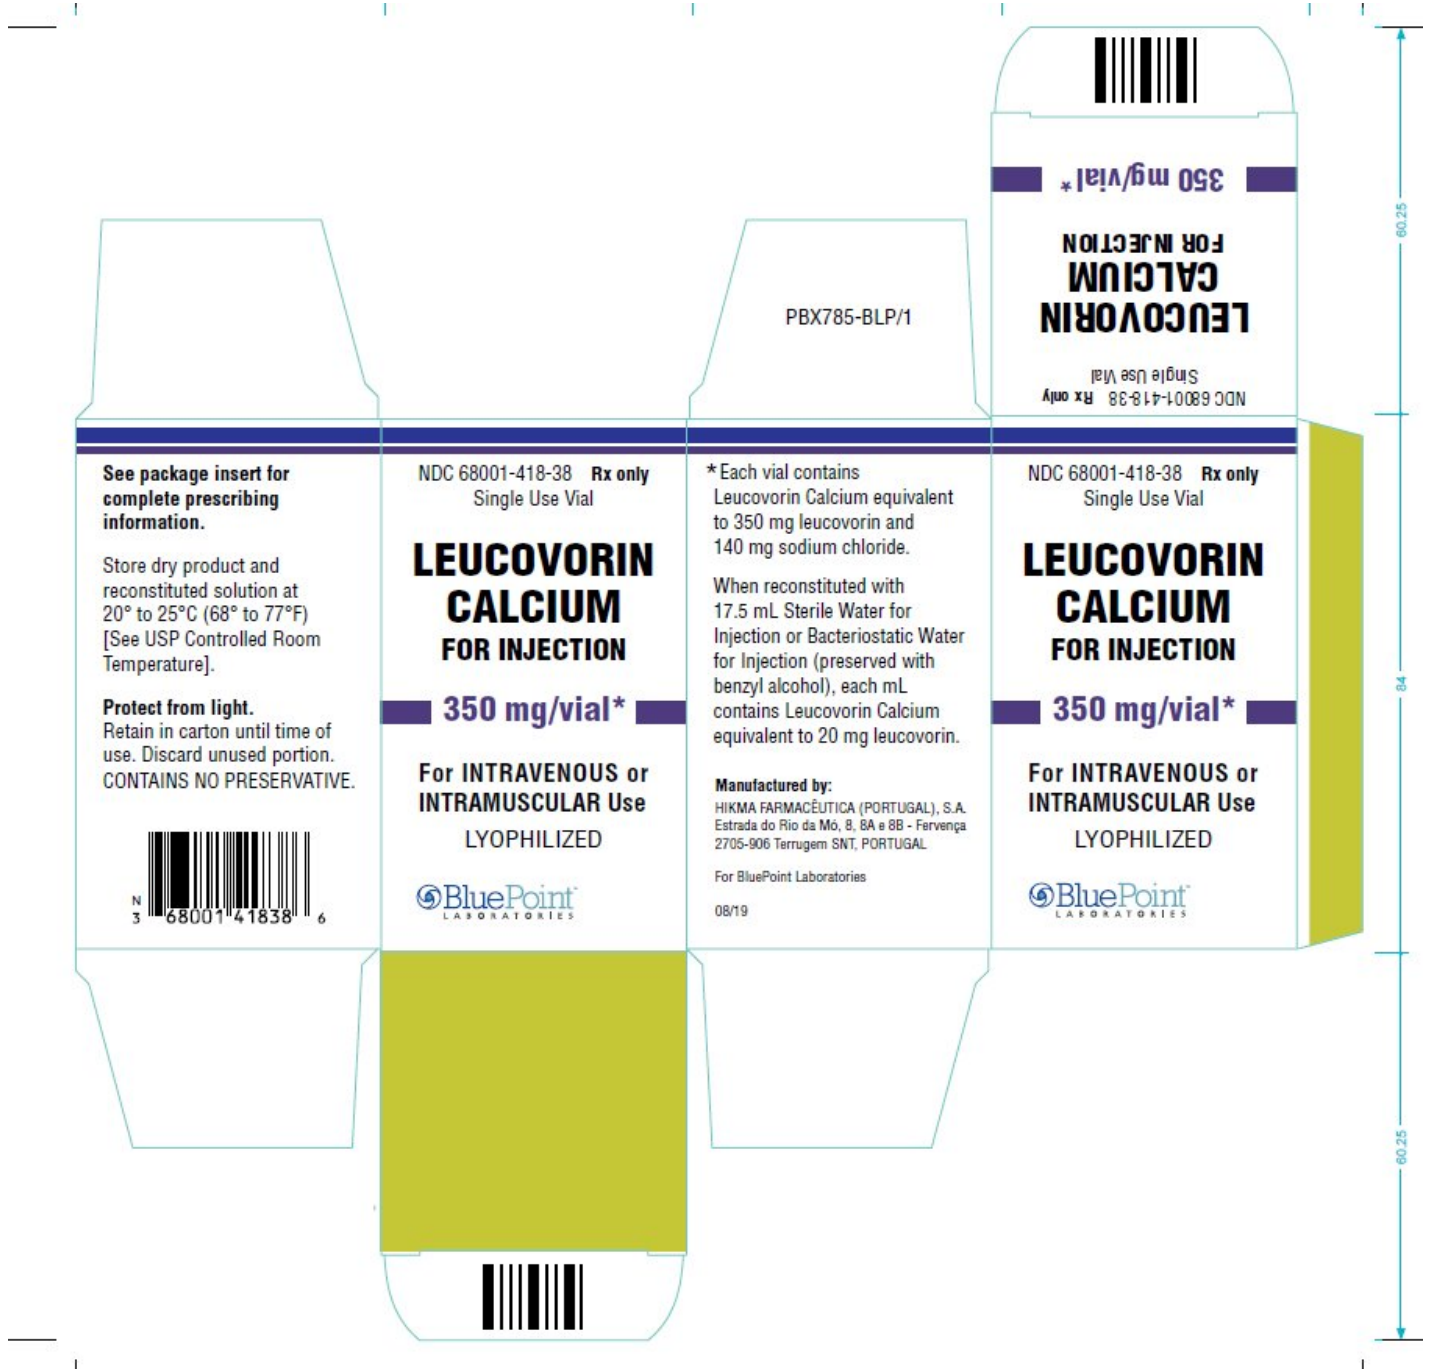 350 mg/vial*
FOR INJECTION
CALCIUM
LEUCOVORIN
Single Use Vial
NDC 68001-418-38 Rx only
PBX785-BLP/1
See package insert for
complete prescribing
information.
Store dry product and
reconstituted solution at
20° to 25°C (68° to 77°F)
[See USP Controlled Room
Temperature].
Protect from light.
Retain in carton until time of
use. Discard unused portion.
CONTAINS NO PRESERVATIVE.
N
3 68001 41838 6
NDC 68001-418-38 Rx only
Single Use Vial
LEUCOVORIN
CALCIUM
FOR INJECTION
350 mg/vial*
For INTRAVENOUS or
INTRAMUSCULAR Use
LYOPHILIZED
BluePoint™
LABORATORIES
* Each vial contains
Leucovorin Calcium equivalent
to 350 mg leucovorin and
140 mg sodium chloride.
When reconstituted with
17.5 mL Sterile Water for
Injection or Bacteriostatic Water
for Injection (preserved with
benzyl alcohol), each mL
contains Leucovorin Calcium
equivalent to 20 mg leucovorin.
Manufactured by:
HIKMA FARMACÊUTICA (PORTUGAL), S.A.
Estrada do Rio da Mó, 8, 8A e 8B - Fervença
2705-906 Terrugem SNT, PORTUGAL
For BluePoint Laboratories
08/19
NDC 68001-418-38 Rx only
Single Use Vial
LEUCOVORIN
CALCIUM
FOR INJECTION
350 mg/vial*
For INTRAVENOUS or
INTRAMUSCULAR Use
LYOPHILIZED
BluePoint™
LABORATORIES
60.25
84
60.25